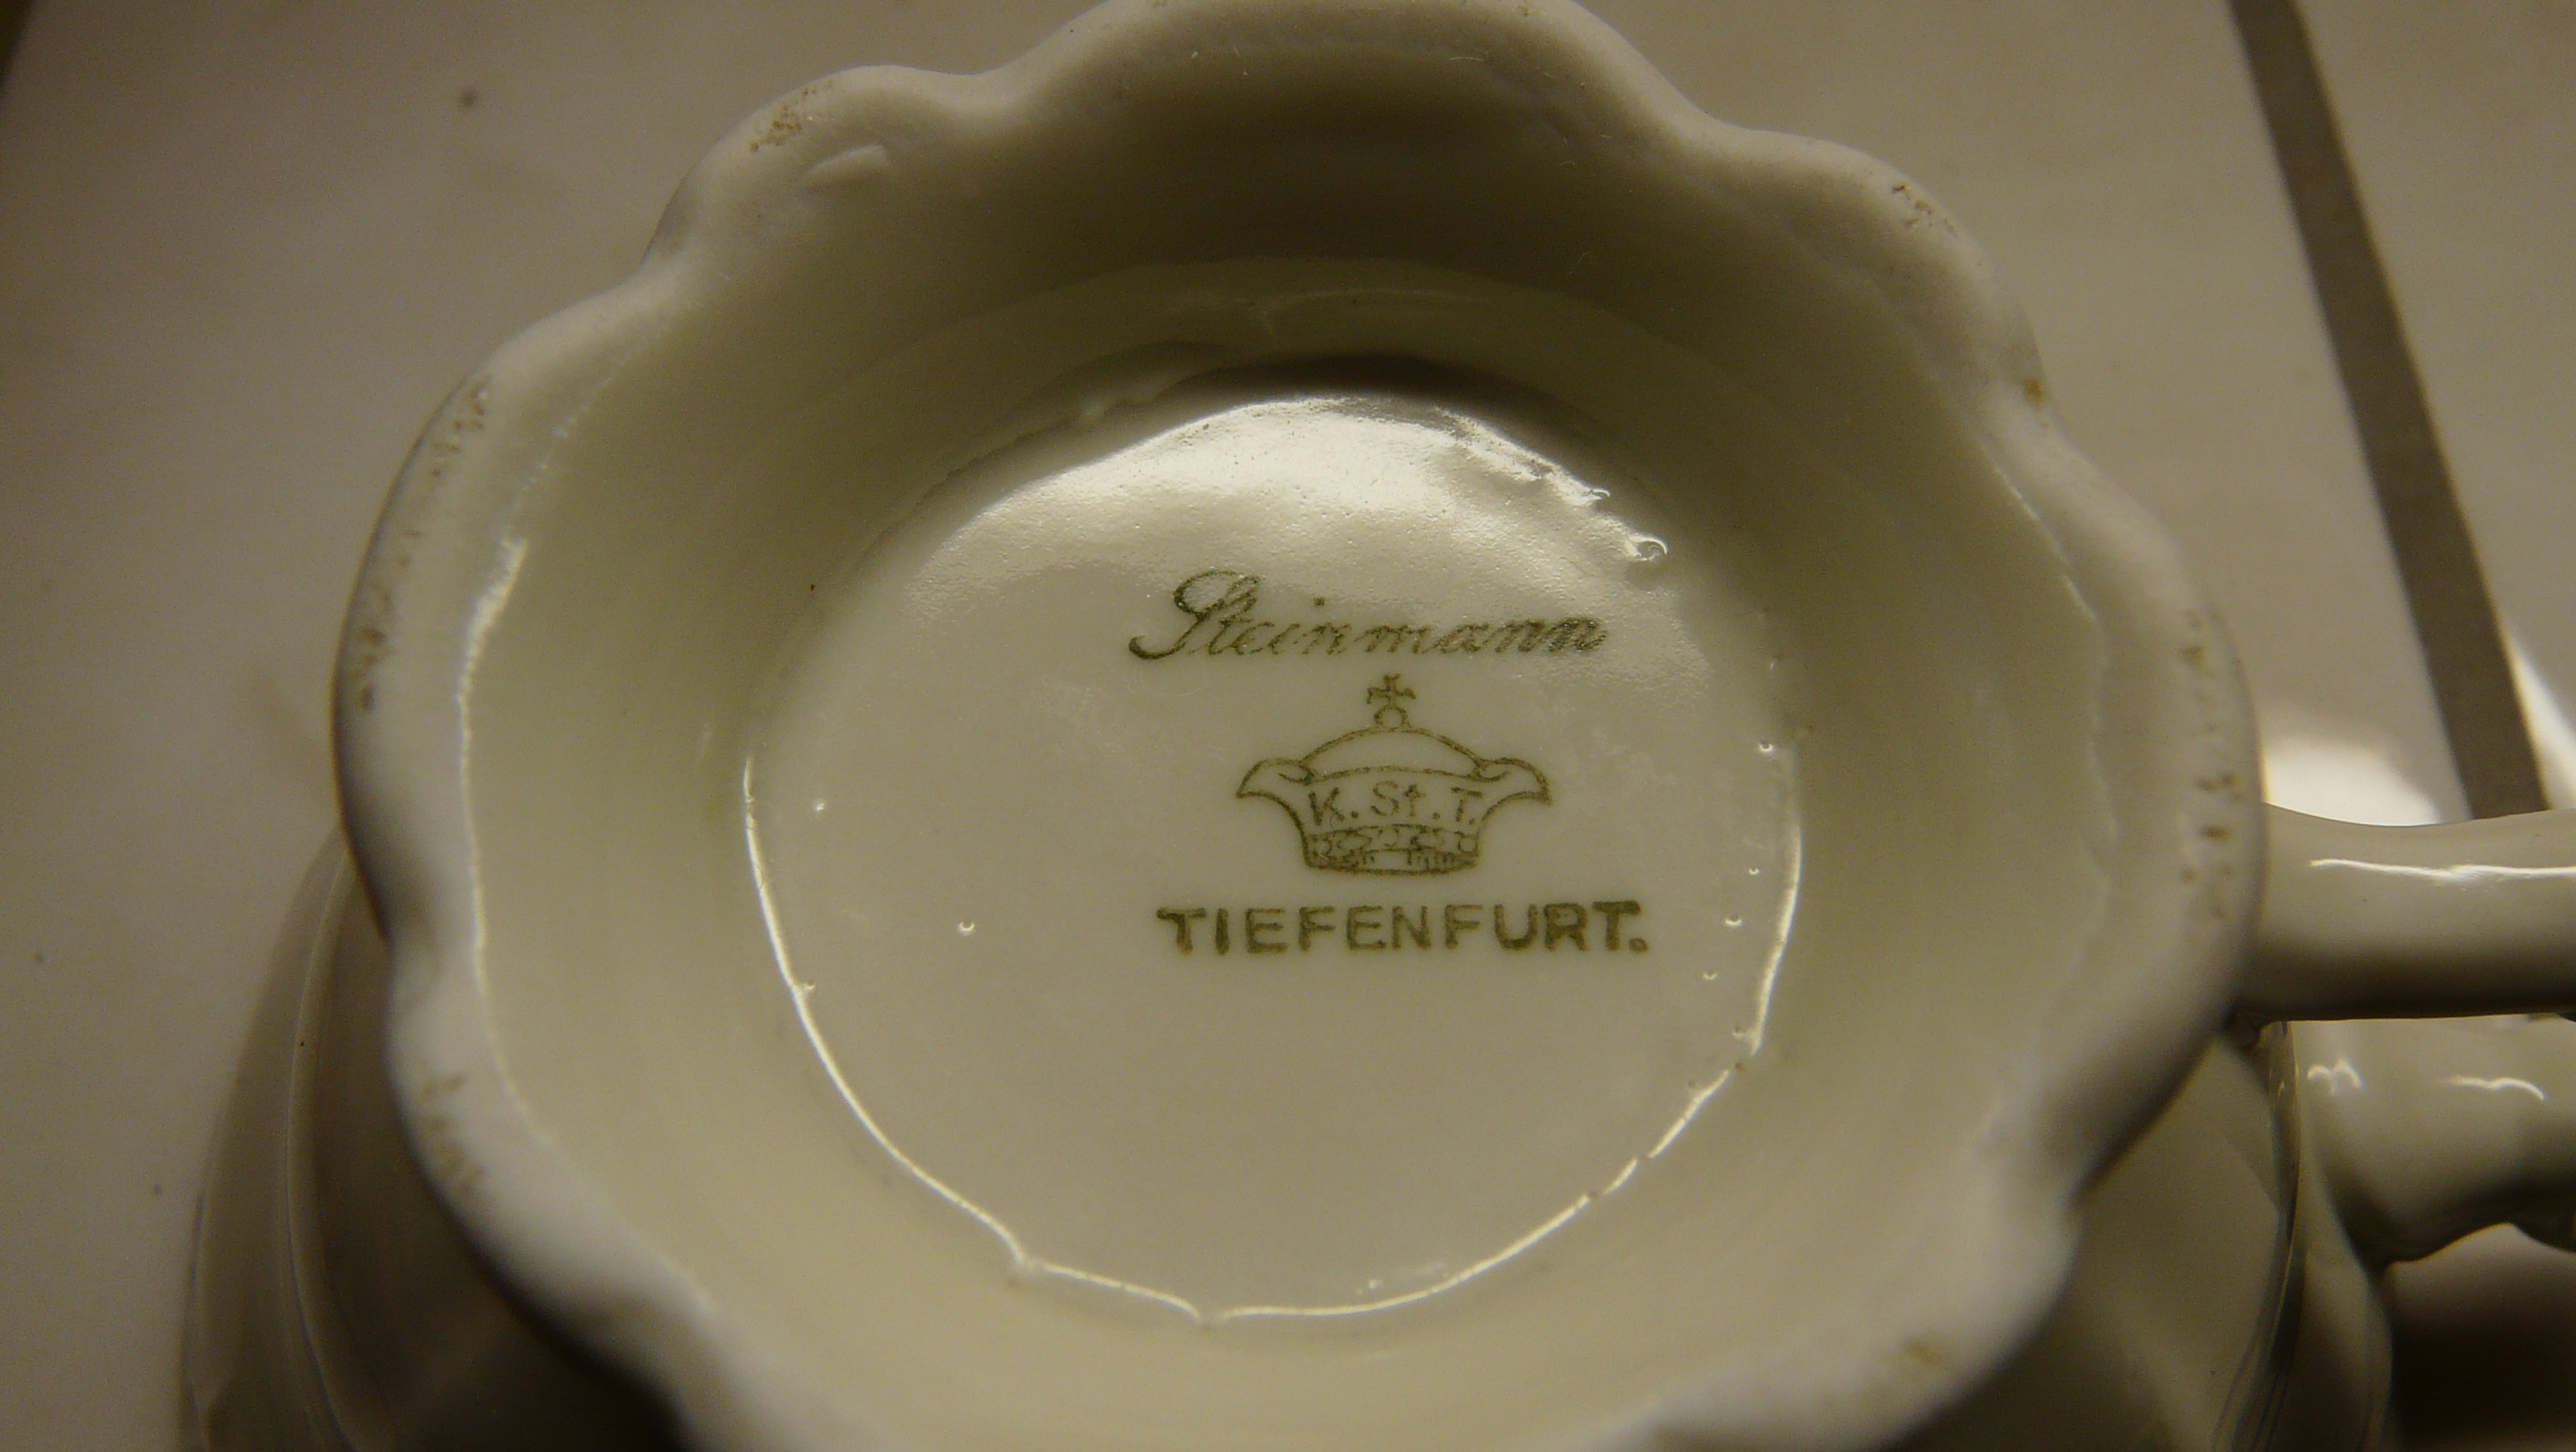 Steinmann
K. St. T.
TIEFENFURT.